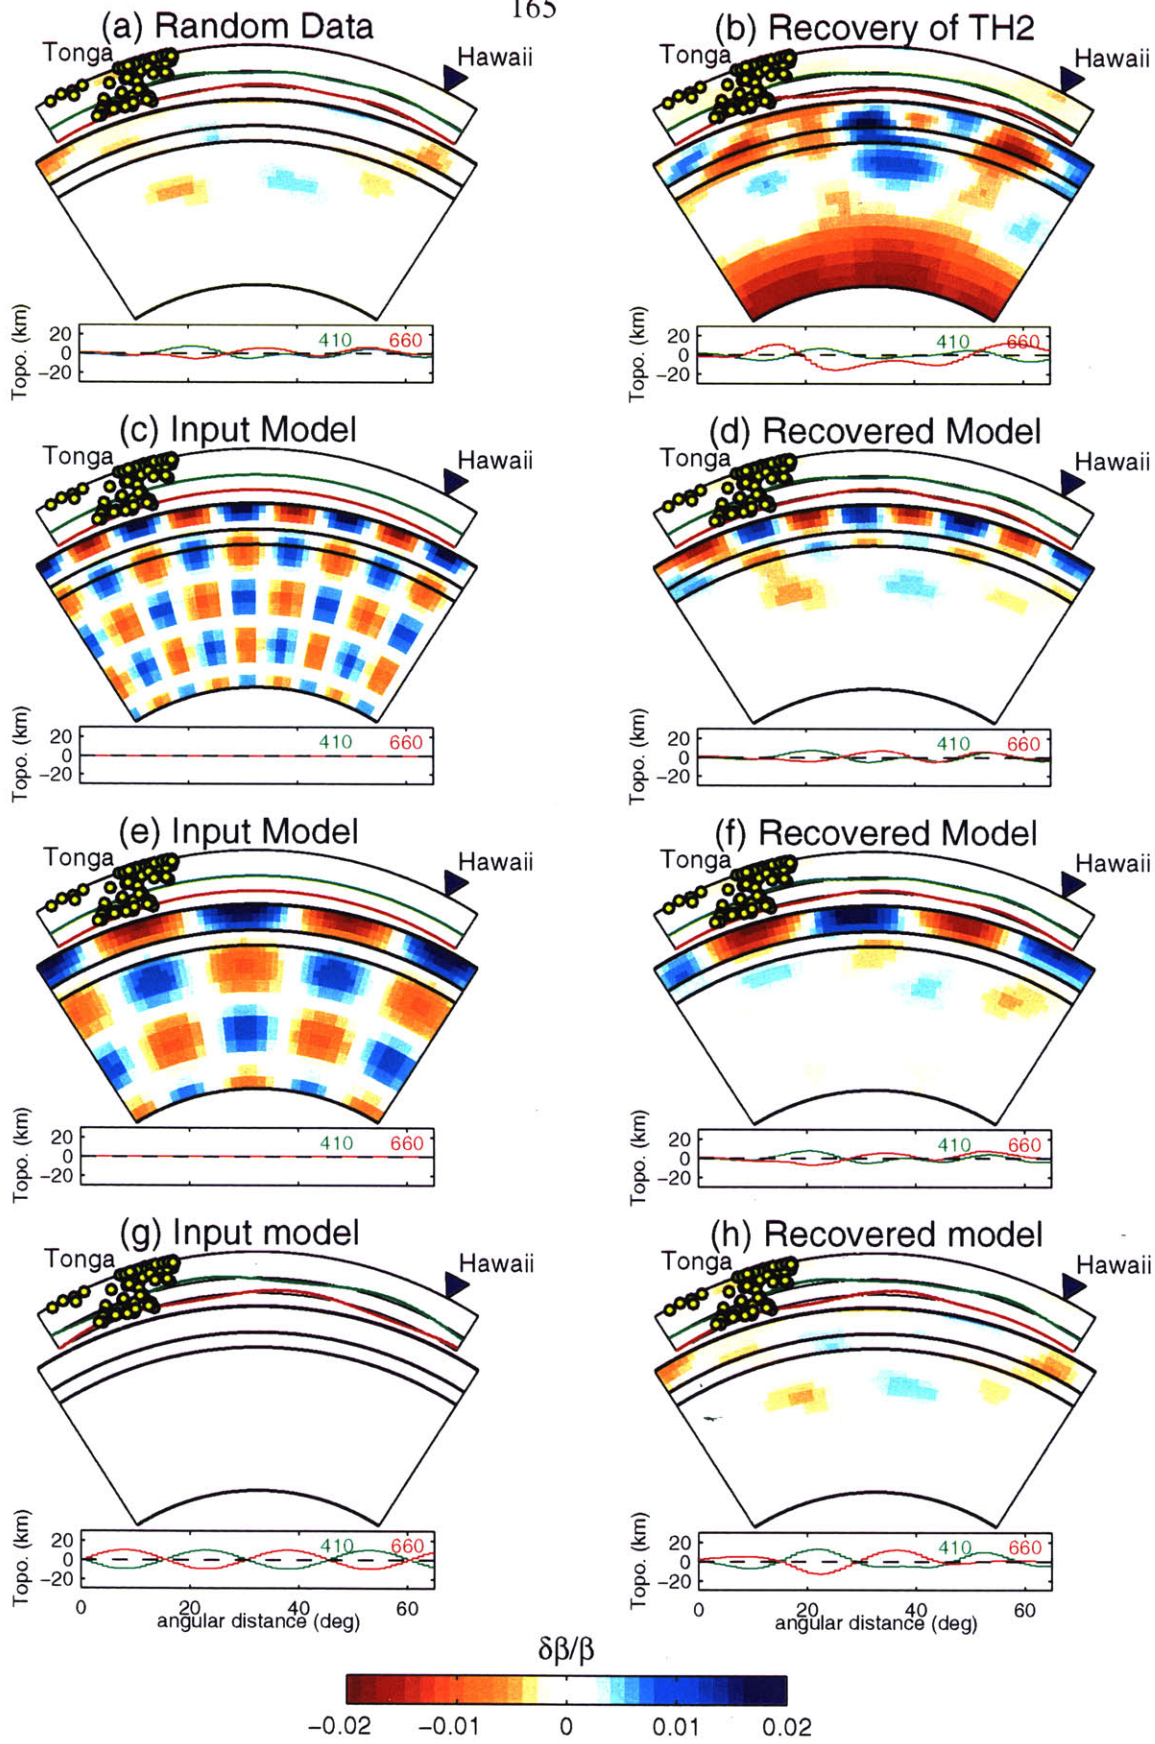 165
(a) Random Data
(b) Recovery of TH2
Tonga
Hawaii
Tonga
Hawaii
Topo. (km)
20
0
−20
410
660
Topo. (km)
20
0
−20
410
660
(c) Input Model
(d) Recovered Model
Tonga
Hawaii
Tonga
Hawaii
Topo. (km)
20
0
−20
410
660
Topo. (km)
20
0
−20
410
660
(e) Input Model
(f) Recovered Model
Tonga
Hawaii
Tonga
Hawaii
Topo. (km)
20
0
−20
410
660
Topo. (km)
20
0
−20
410
660
(g) Input model
(h) Recovered model
Tonga
Hawaii
Tonga
Hawaii
Topo. (km)
20
0
−20
410
660
0 20 40 60
angular distance (deg)
Topo. (km)
20
0
−20
410
660
0 20 40 60
angular distance (deg)
δβ/β
−0.02 −0.01 0 0.01 0.02